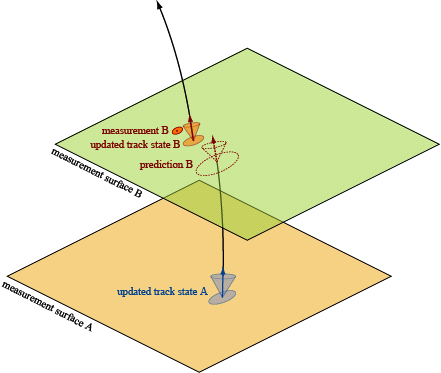 measurement B
updated track state B
prediction B
measurement surface B
updated track state A
measurement surface A